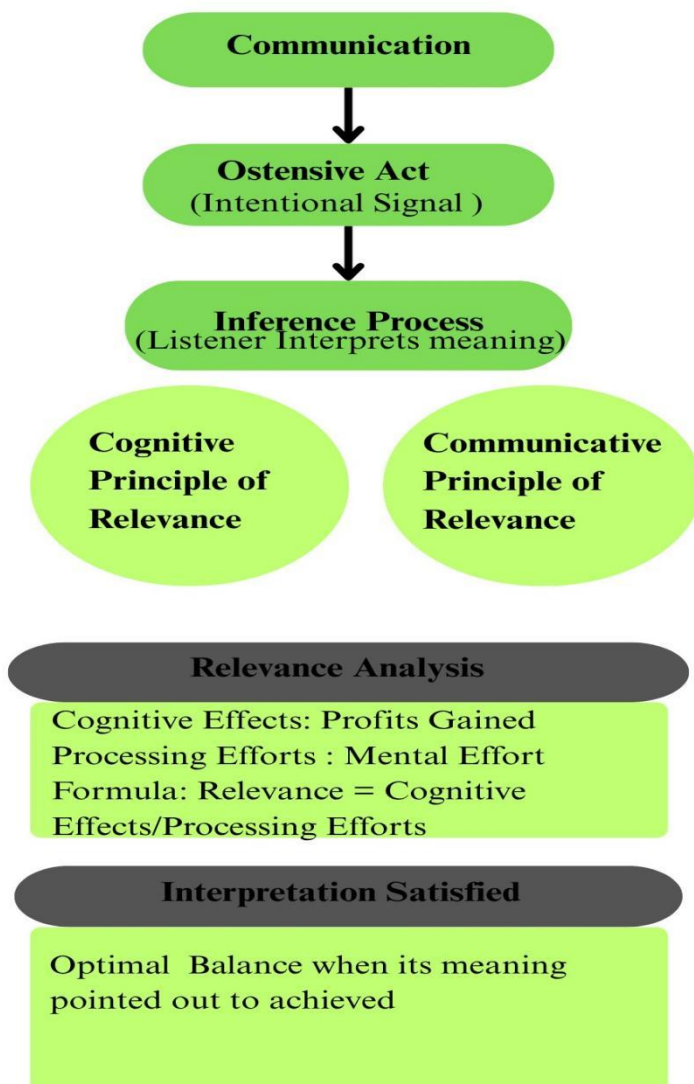 Communication
Ostensive Act
(Intentional Signal )
Inference Process
(Listener Interprets meaning)
Cognitive
Principle of
Relevance
Communicative
Principle of
Relevance
Relevance Analysis
Cognitive Effects: Profits Gained
Processing Efforts : Mental Effort
Formula: Relevance = Cognitive
Effects/Processing Efforts
Interpretation Satisfied
Optimal Balance when its meaning
pointed out to achieved